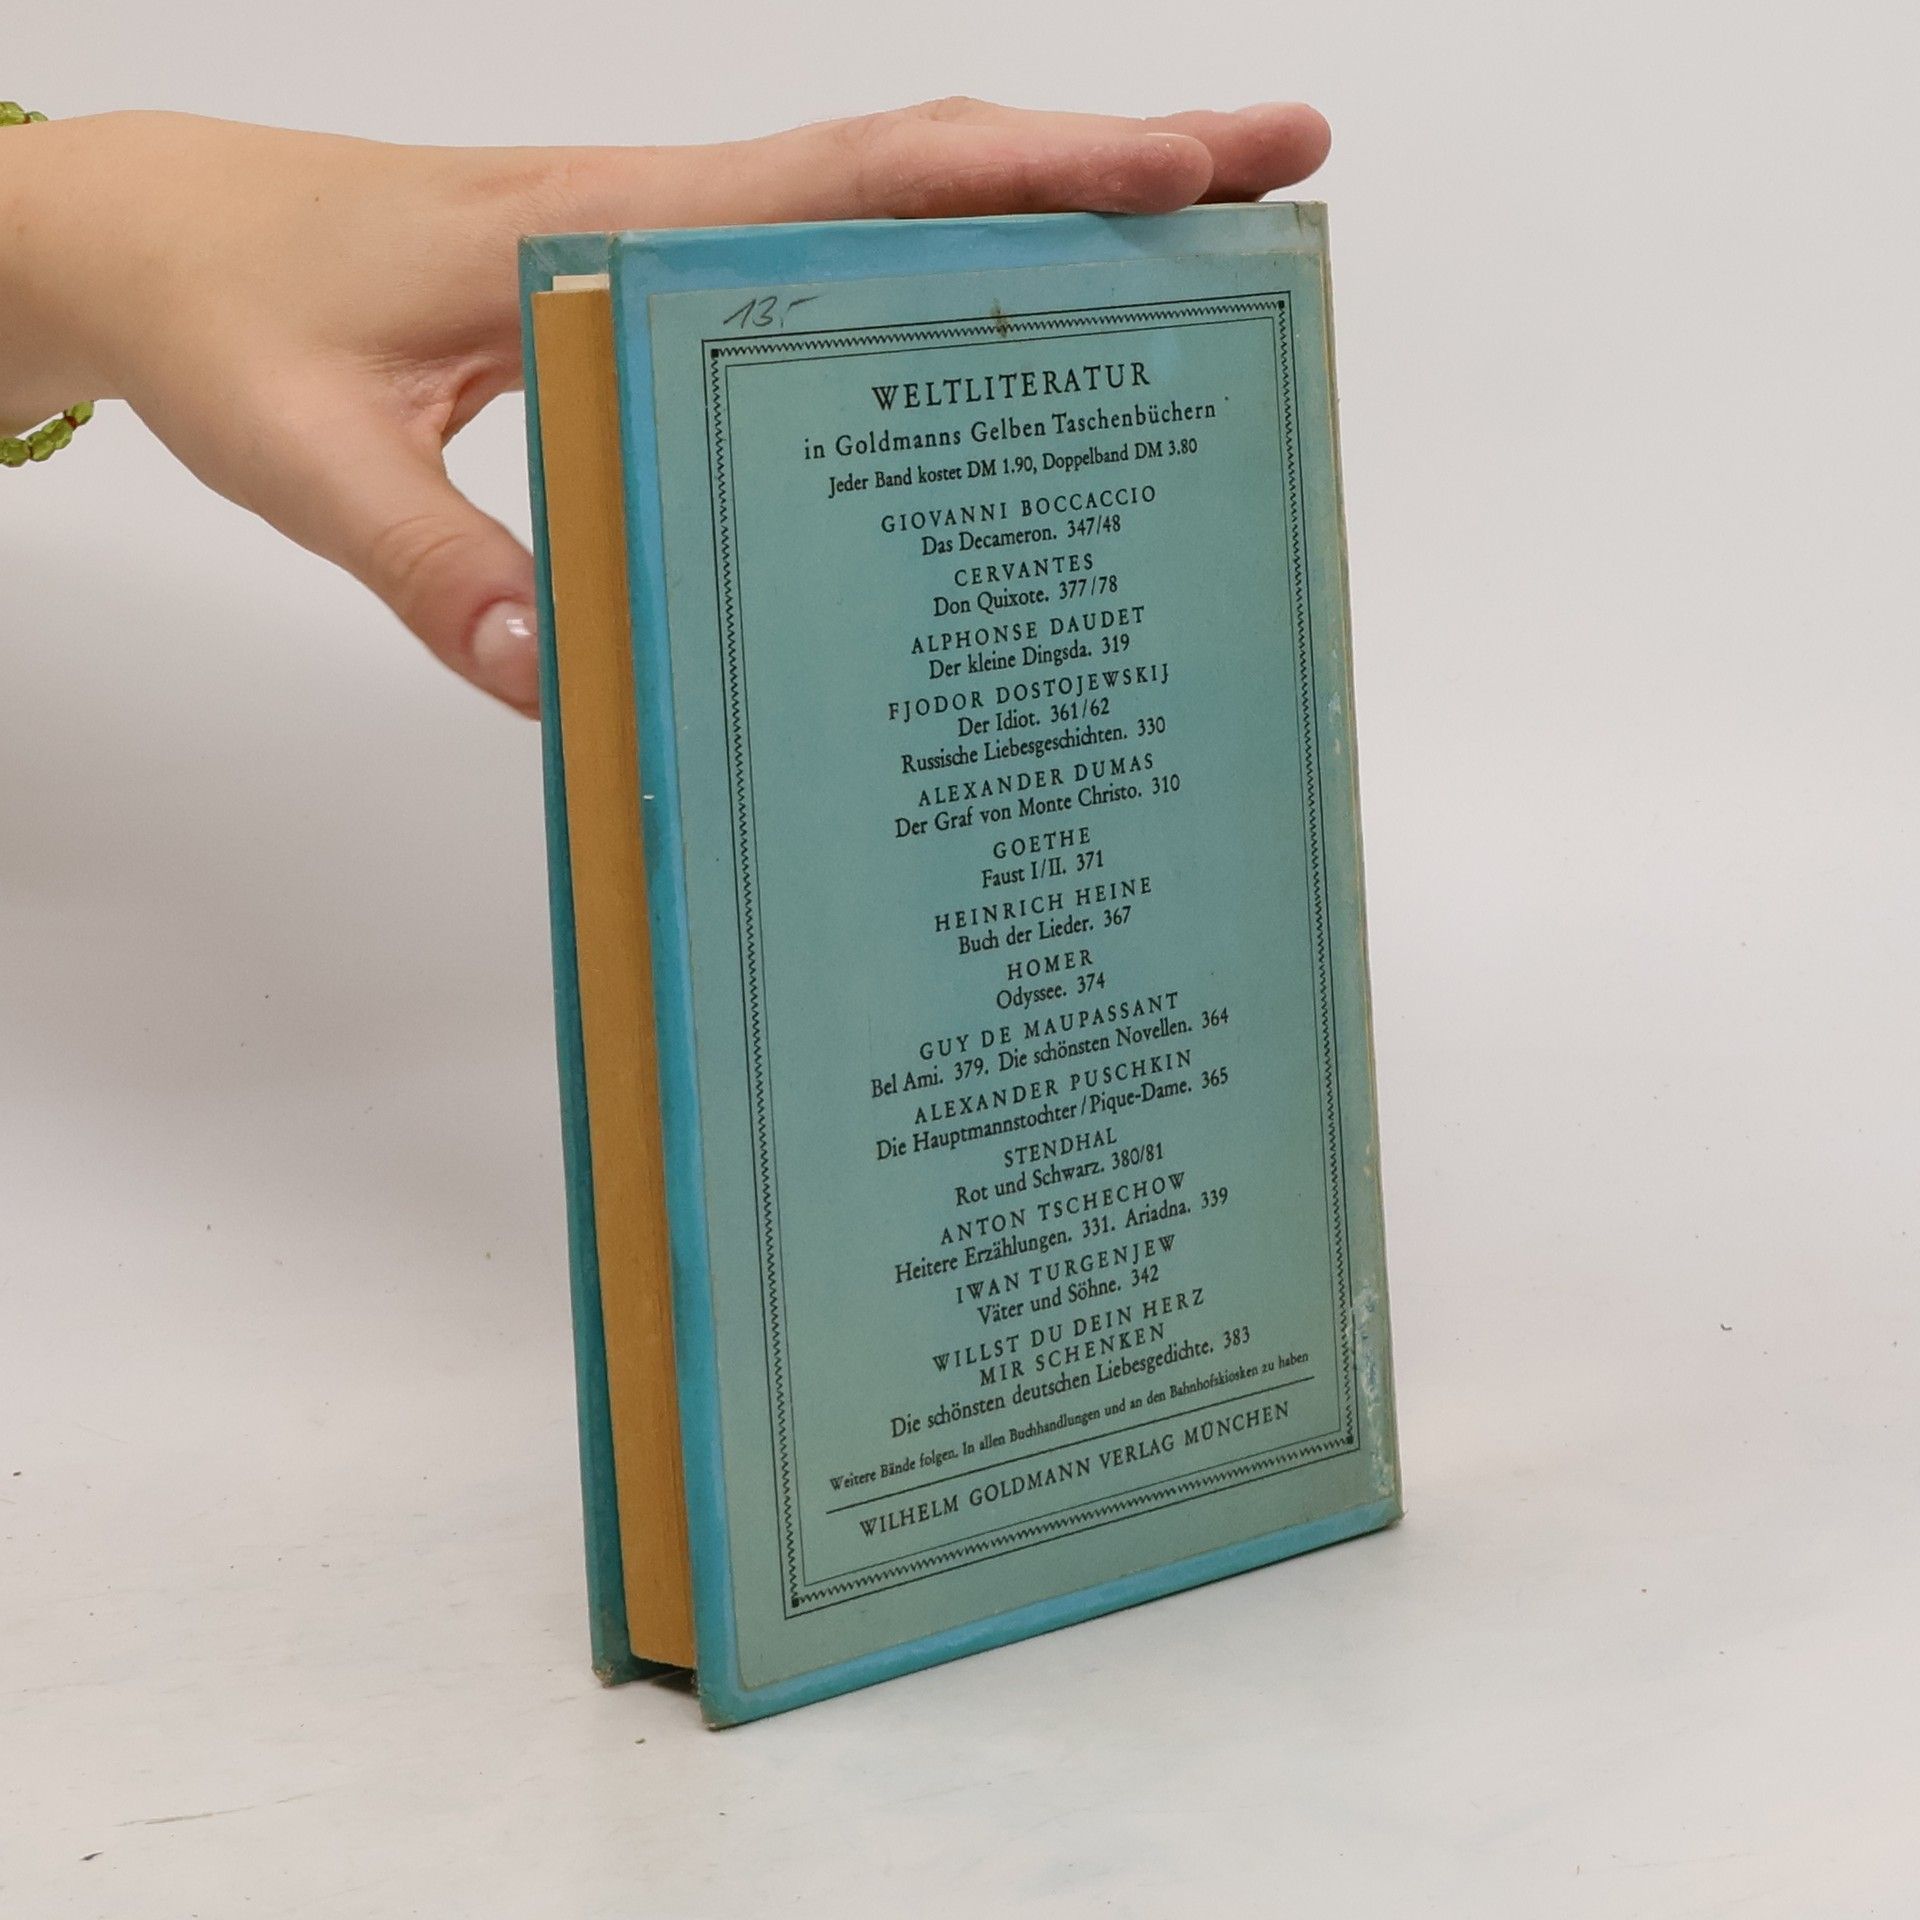 13,-
WELTLITERATUR
in Goldmanns Gelben Taschenbüchern
Jeder Band kostet DM 1.90, Doppelband DM 3.80
GIOVANNI BOCCACCIO
Das Decameron. 347/48
CERVANTES
Don Quixote. 377/78
ALPHONSE DAUDET
Der kleine Dingsda. 319
FJODOR DOSTOJEWSKIJ
Der Idiot. 361/62
Russische Liebesgeschichten. 330
ALEXANDER DUMAS
Der Graf von Monte Christo. 310
GOETHE
Faust I/II. 371
HEINRICH HEINE
Buch der Lieder. 367
HOMER
Odyssee. 374
GUY DE MAUPASSANT
Bel Ami. 379. Die schönsten Novellen. 364
ALEXANDER PUSCHKIN
Die Hauptmannstochter/Pique-Dame. 365
STENDHAL
Rot und Schwarz. 380/81
ANTON TSCHECHOW
Heitere Erzählungen. 331. Ariadna. 339
IWAN TURGENJEW
Väter und Söhne. 342
WILLST DU DEIN HERZ
MIR SCHENKEN
Die schönsten deutschen Liebesgedichte. 383
Weitere Bände folgen. In allen Buchhandlungen und an den Bahnhofskiosken zu haben
WILHELM GOLDMANN VERLAG MÜNCHEN